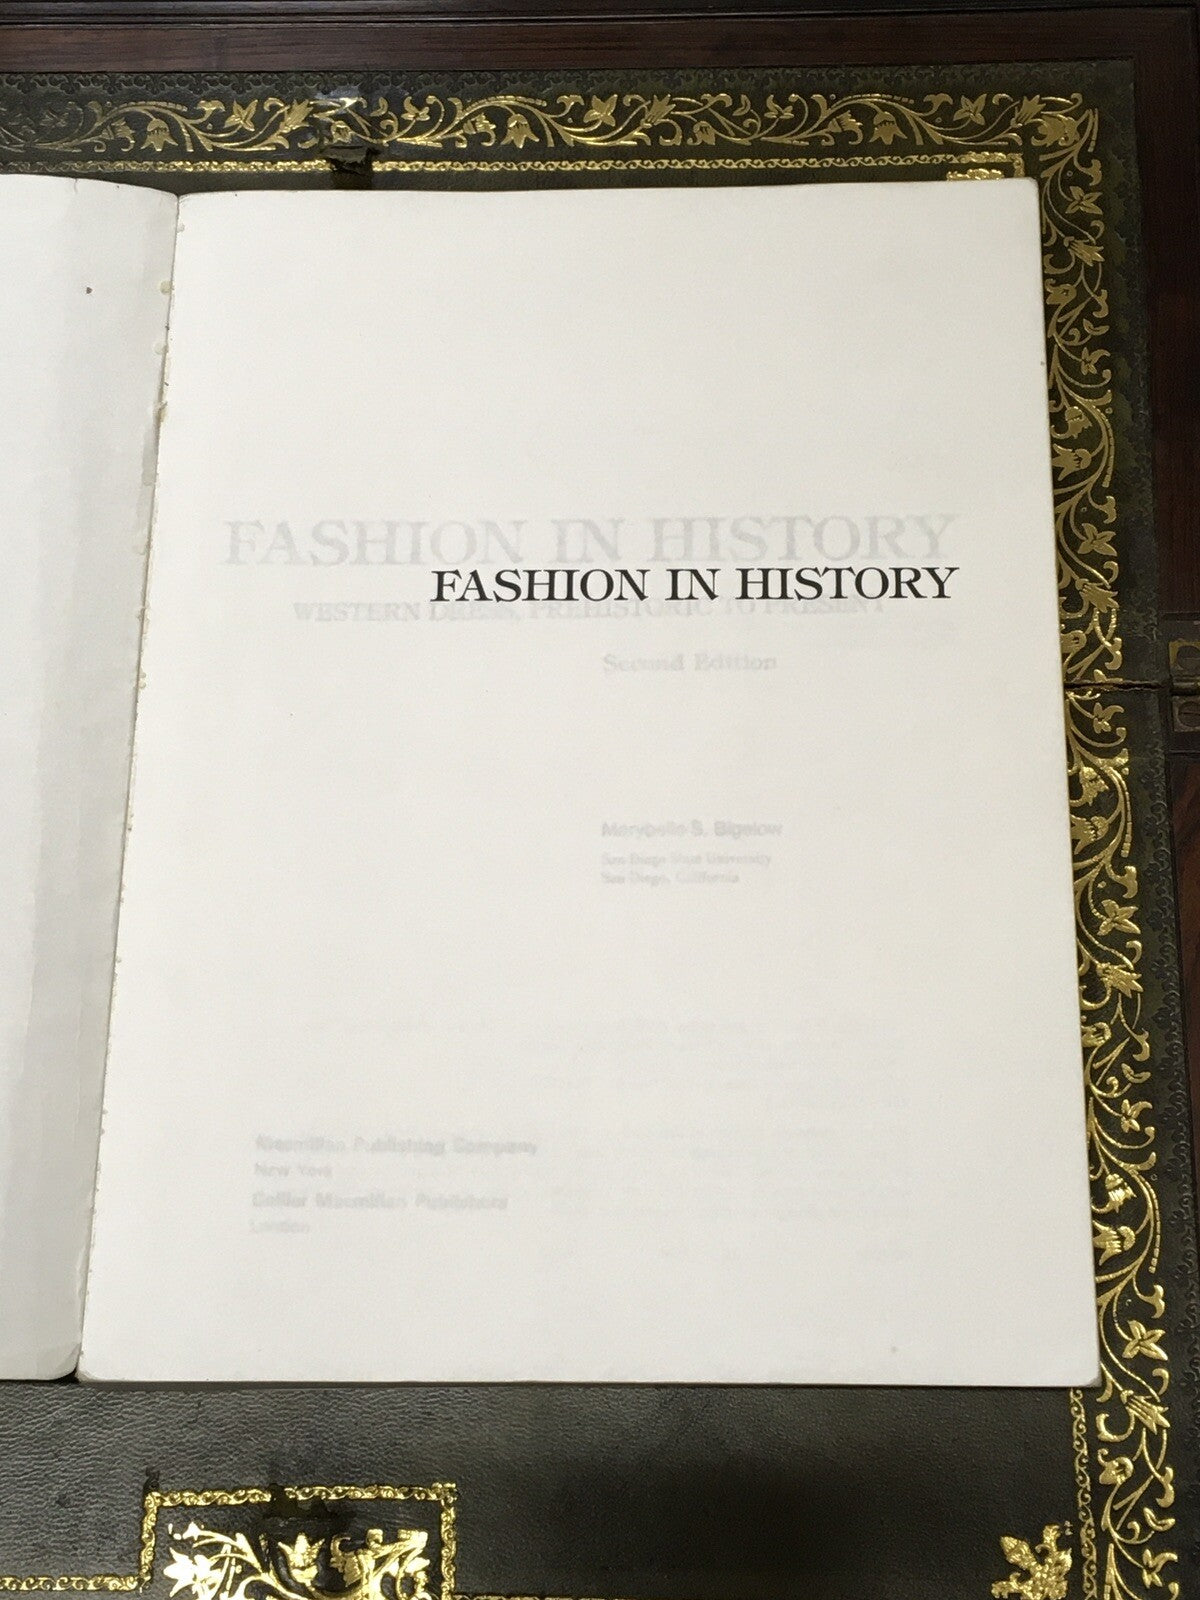 FASHION IN HISTORY
FASHION IN HISTORY
WESTERN DRESS, PREHISTORIC TO PRESENT
Second Edition
Marybelle S. Bigelow
San Diego State University
San Diego, California
Macmillan Publishing Company
New York
Collier Macmillan Publishers
London